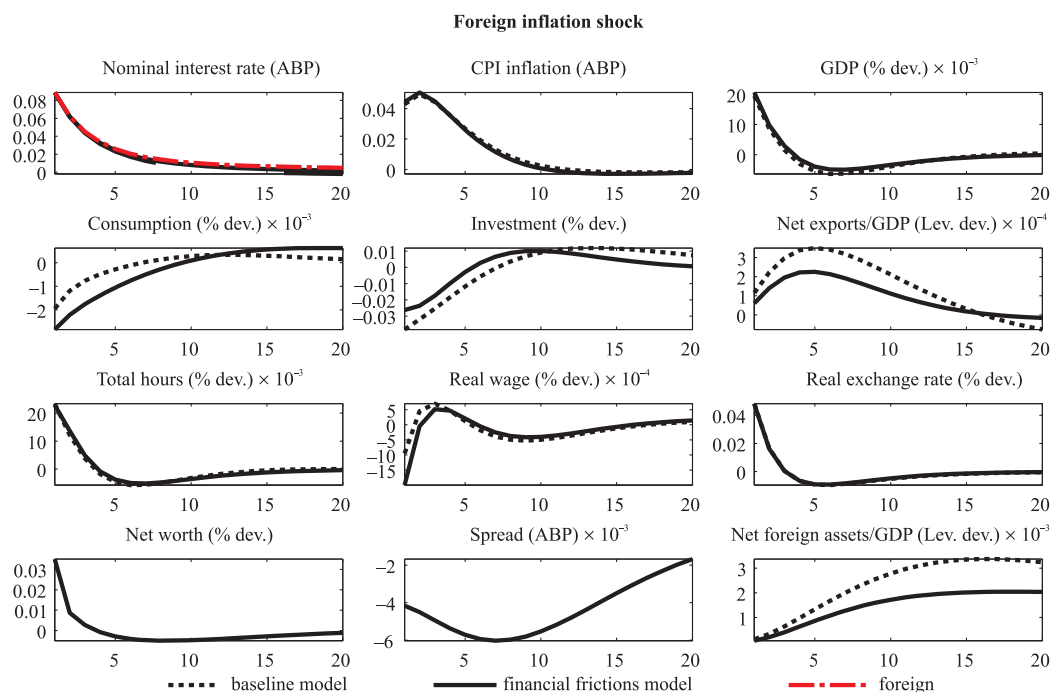 Foreign inflation shock
Nominal interest rate (ABP)
0.08
0.06
0.04
0.02
0
5 10 15 20
CPI inflation (ABP)
0.04
0.02
0
5 10 15 20
GDP (% dev.) × 10⁻³
20
10
0
5 10 15 20
Consumption (% dev.) × 10⁻³
0
−1
−2
5 10 15 20
Investment (% dev.)
0.01
0
−0.01
−0.02
−0.03
5 10 15 20
Net exports/GDP (Lev. dev.) × 10⁻⁴
3
2
1
0
5 10 15 20
Total hours (% dev.) × 10⁻³
20
10
0
5 10 15 20
Real wage (% dev.) × 10⁻⁴
5
0
−5
−10
−15
5 10 15 20
Real exchange rate (% dev.)
0.04
0.02
0
5 10 15 20
Net worth (% dev.)
0.03
0.02
0.01
0
5 10 15 20
Spread (ABP) × 10⁻³
−2
−4
−6
5 10 15 20
Net foreign assets/GDP (Lev. dev.) × 10⁻³
3
2
1
5 10 15 20
baseline model financial frictions model foreign